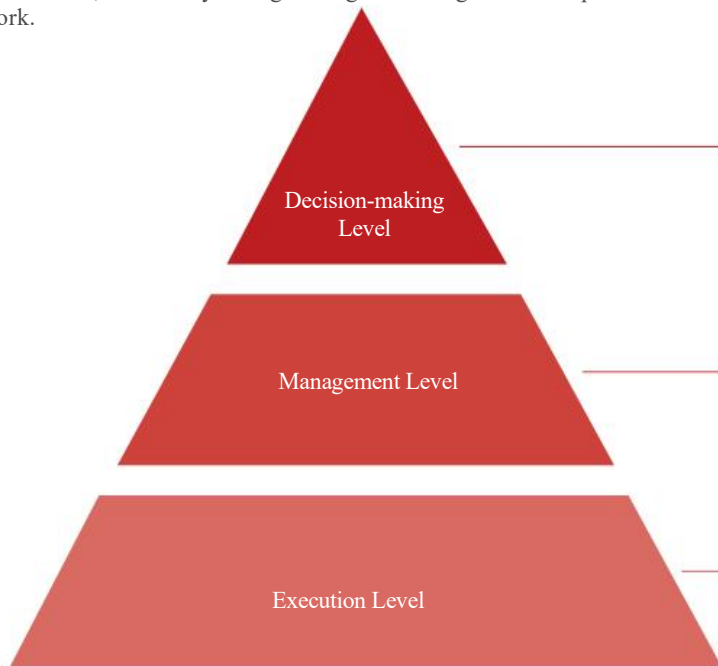 ork.
Decision-making
Level
Management Level
Execution Level